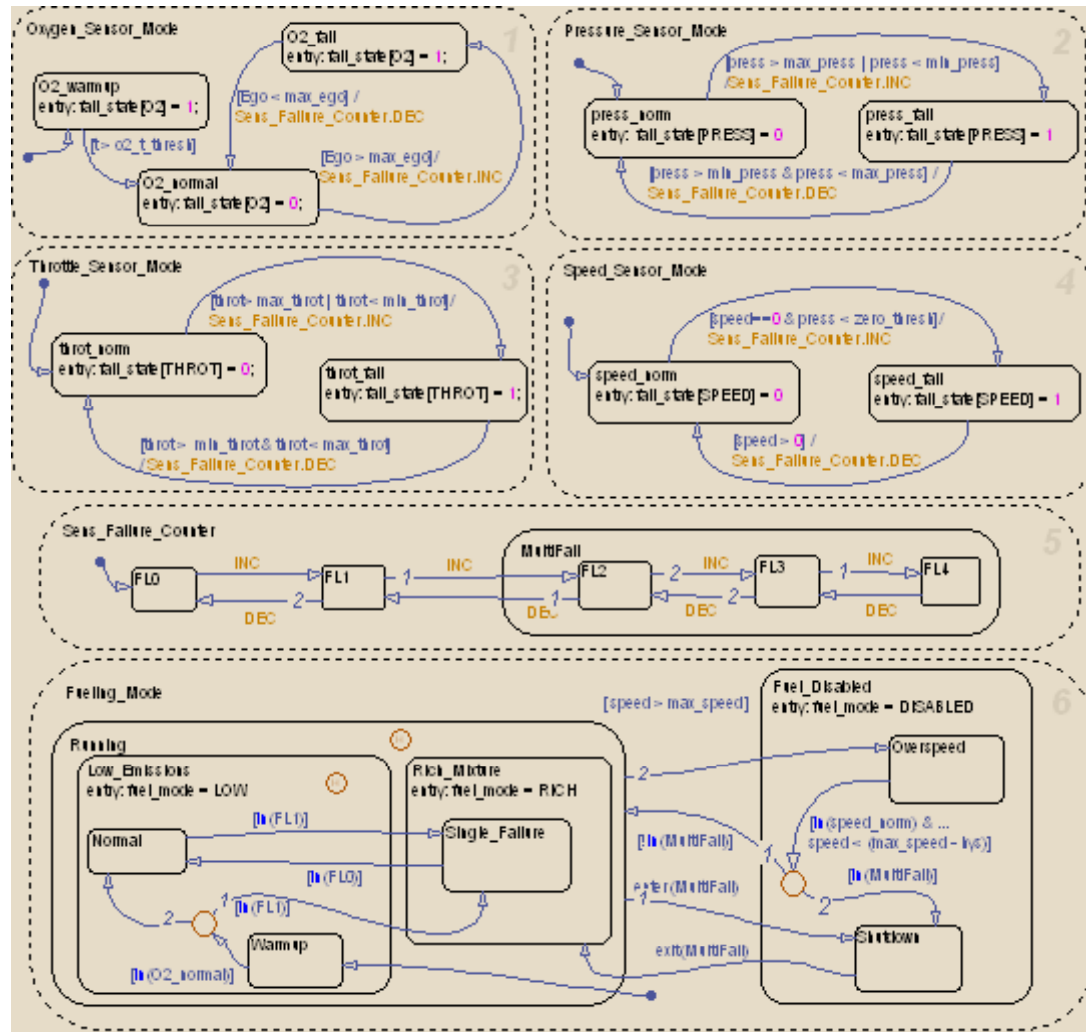 Oxygen_Sensor_Mode
1
O2_fail
entry: fail_state[O2] = 1;
O2_warmup
entry: fail_state[O2] = 1;
[Ego < max_ego] /
Sens_Failure_Counter.DEC
[t > o2_t_thresh]
[Ego > max_ego]/
Sens_Failure_Counter.INC
O2_normal
entry: fail_state[O2] = 0;
Pressure_Sensor_Mode
2
[press > max_press | press < min_press]
/Sens_Failure_Counter.INC
press_norm
entry: fail_state[PRESS] = 0
press_fail
entry: fail_state[PRESS] = 1
[press > min_press & press < max_press] /
Sens_Failure_Counter.DEC
Throttle_Sensor_Mode
3
[throt > max_throt | throt < min_throt]/
Sens_Failure_Counter.INC
throt_norm
entry: fail_state[THROT] = 0;
throt_fail
entry: fail_state[THROT] = 1;
[throt > min_throt & throt < max_throt]
/Sens_Failure_Counter.DEC
Speed_Sensor_Mode
4
[speed==0 & press < zero_thresh]/
Sens_Failure_Counter.INC
speed_norm
entry: fail_state[SPEED] = 0
speed_fail
entry: fail_state[SPEED] = 1
[speed > 0] /
Sens_Failure_Counter.DEC
Sens_Failure_Counter
5
MultiFail
FL0
INC
DEC
FL1
2
1
INC
DEC
FL2
1
2
INC
DEC
FL3
2
1
INC
DEC
FL4
Fueling_Mode
6
[speed > max_speed]
Fuel_Disabled
entry: fuel_mode = DISABLED
Running
H
Overspeed
Low_Emissions
entry: fuel_mode = LOW
H
Rich_Mixture
entry: fuel_mode = RICH
2
[in(FL1)]
Normal
Single_Failure
[in(speed_norm) & ...
speed < (max_speed - hys)]
[!in(MultiFail)]
1
[in(FL0)]
[in(MultiFail)]
1
[in(FL1)]
2
enter(MultiFail)
1
2
Warmup
Shutdown
exit(MultiFail)
[in(O2_normal)]